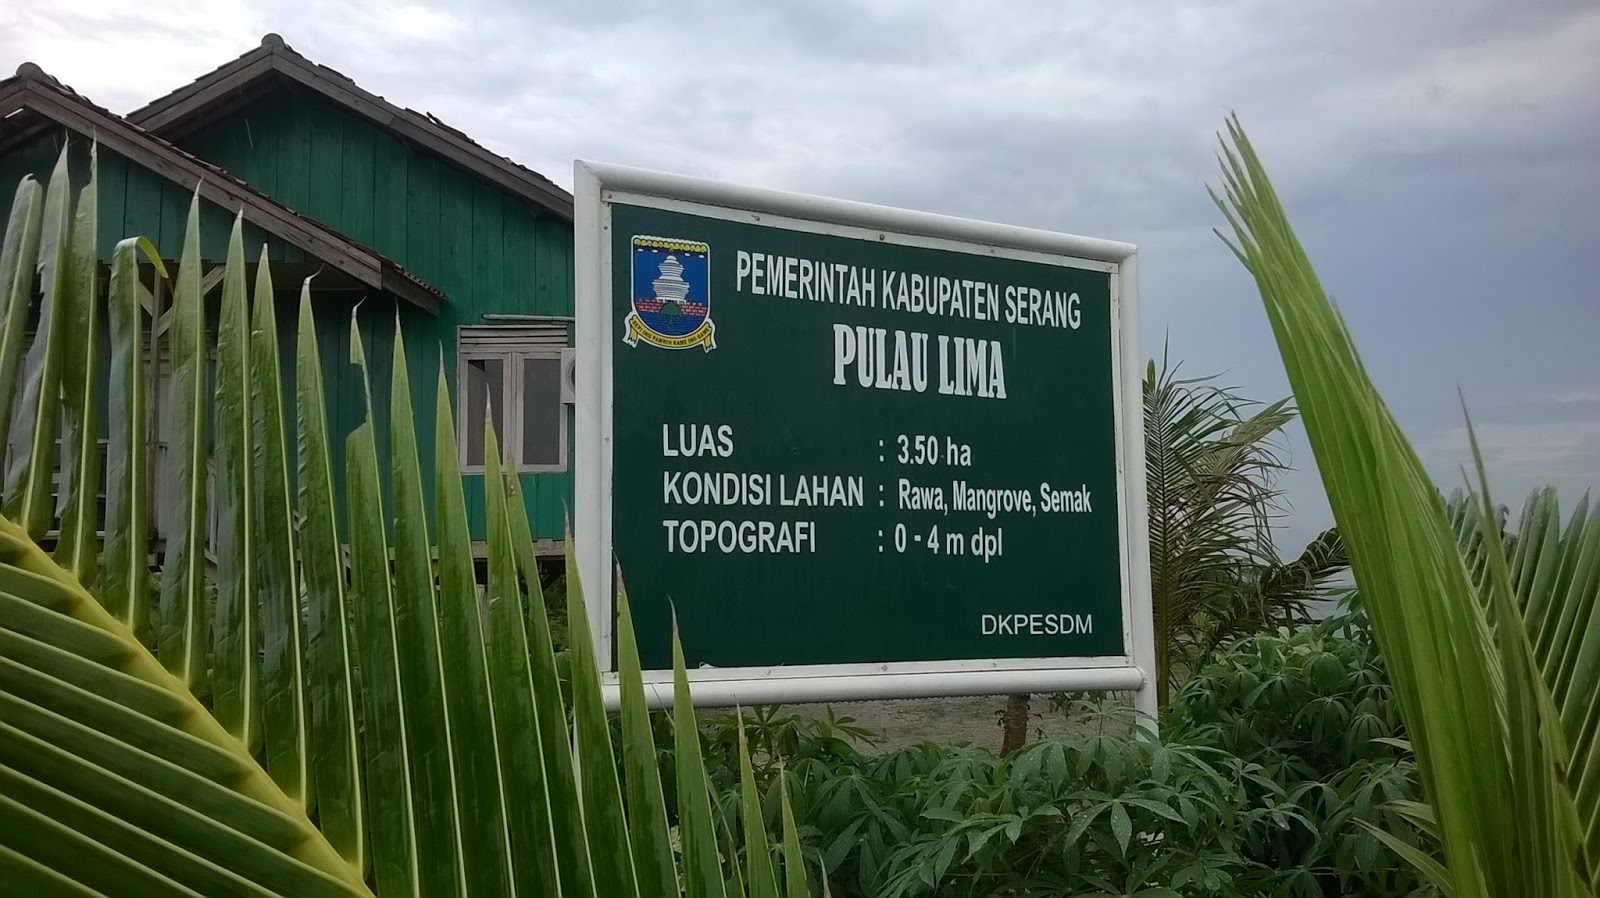 PEMERINTAH KABUPATEN SERANG
PULAU LIMA
LUAS : 3.50 ha
KONDISI LAHAN : Rawa, Mangrove, Semak
TOPOGRAFI : 0 - 4 m dpl
DKPESDM